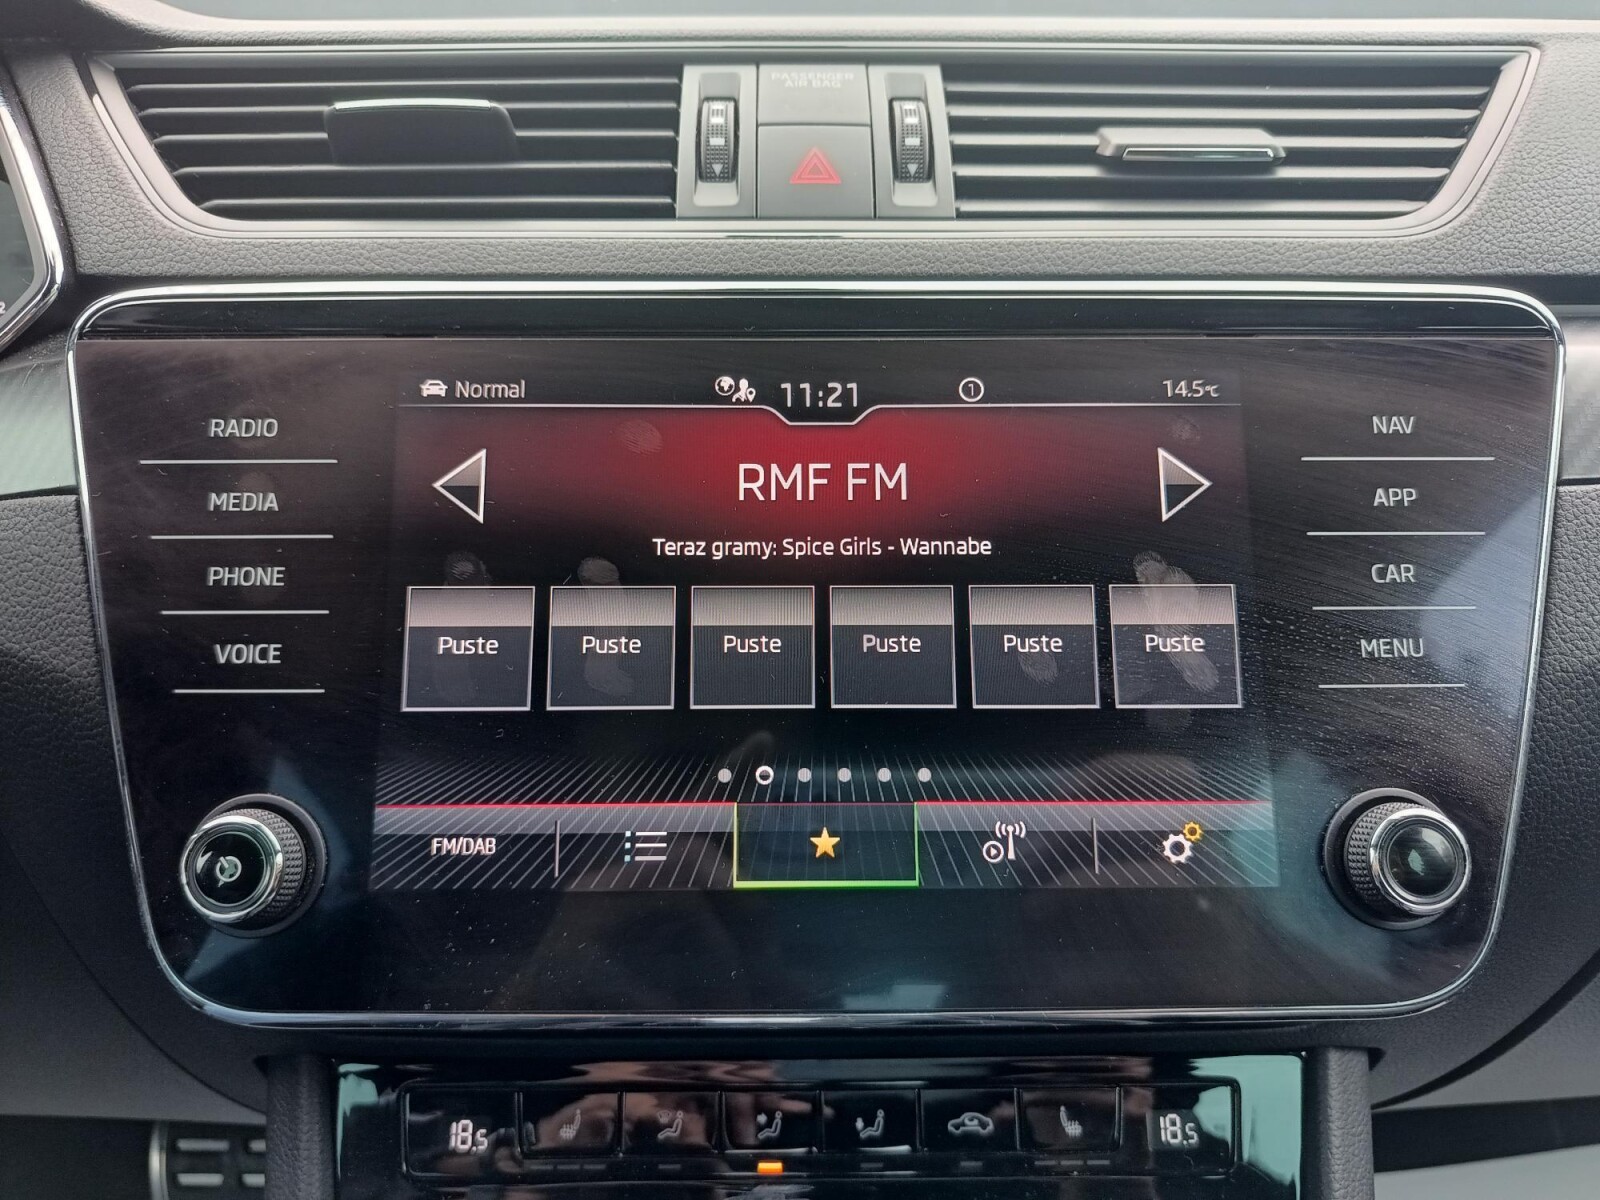 PASSENGER
AIR BAG
Normal
11:21
1
14.5°C
RADIO
MEDIA
PHONE
VOICE
RMF FM
Teraz gramy: Spice Girls - Wannabe
Puste
Puste
Puste
Puste
Puste
Puste
FM/DAB
NAV
APP
CAR
MENU
18.5
18.5